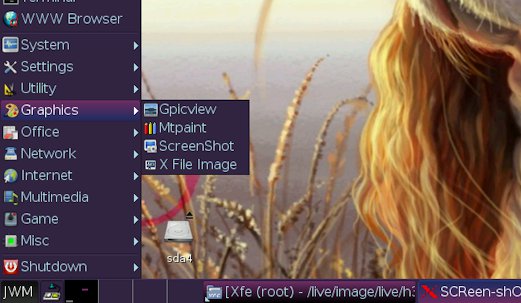 Terminal
WWW Browser
System
Settings
Utility
Graphics
Office
Network
Internet
Multimedia
Game
Misc
Shutdown
Gpicview
Mtpaint
ScreenShot
X File Image
sda4
JWM
[Xfe (root) - /live/image/live/h3
SCReen-shO